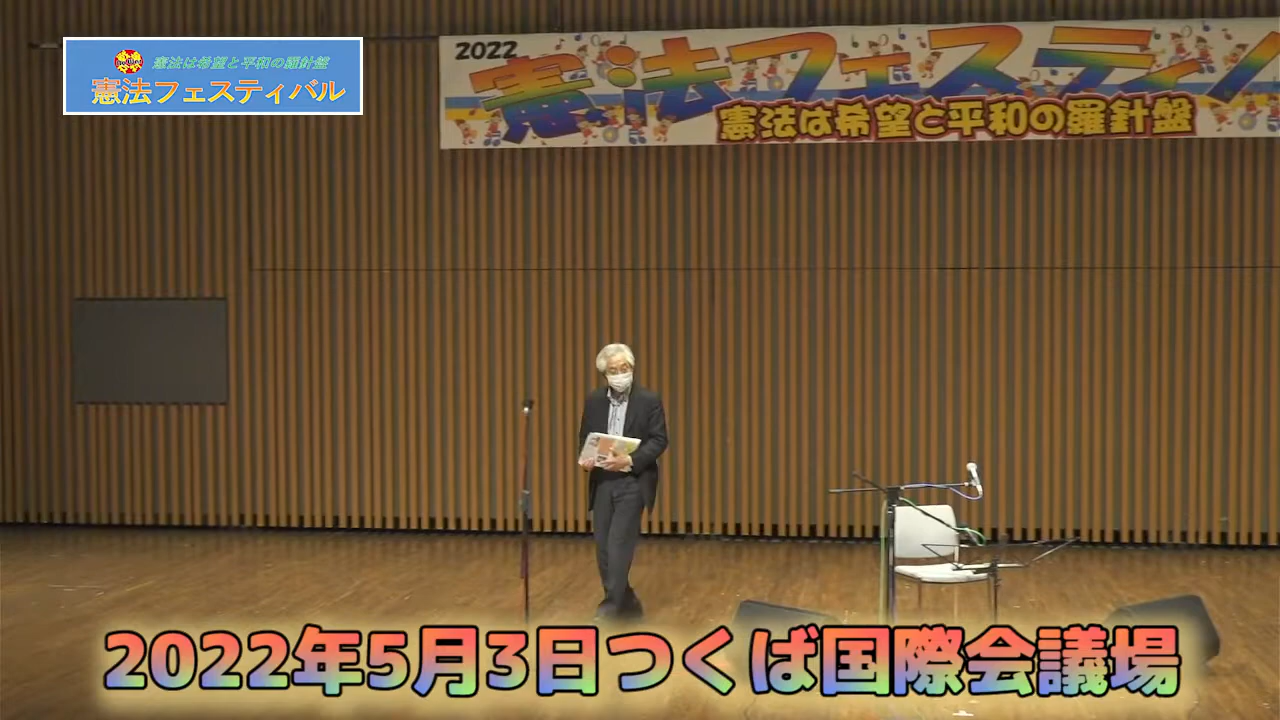 憲法は希望と平和の羅針盤
憲法フェスティバル
2022
憲法フェスティバ
憲法は希望と平和の羅針盤
2022年5月3日つくば国際会議場